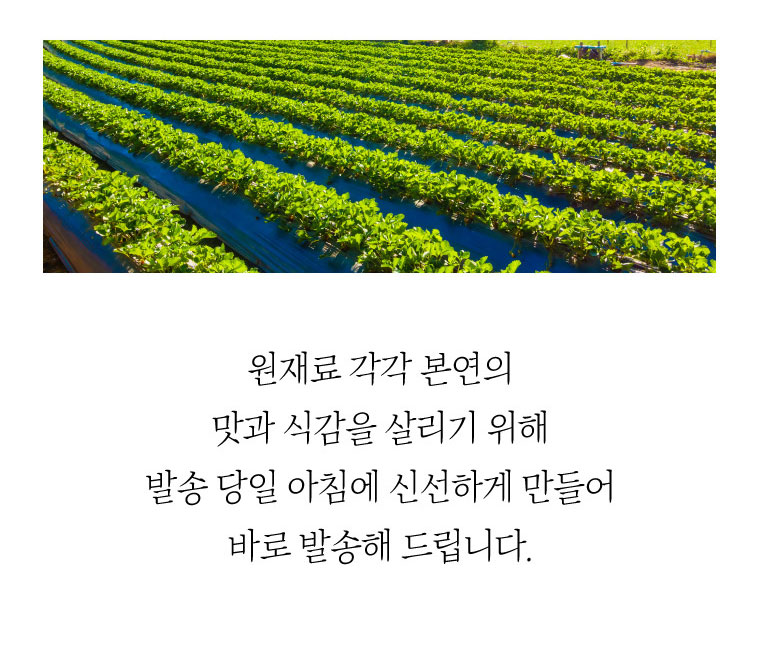 원재료 각각 본연의
맛과 식감을 살리기 위해
발송 당일 아침에 신선하게 만들어
바로 발송해 드립니다.